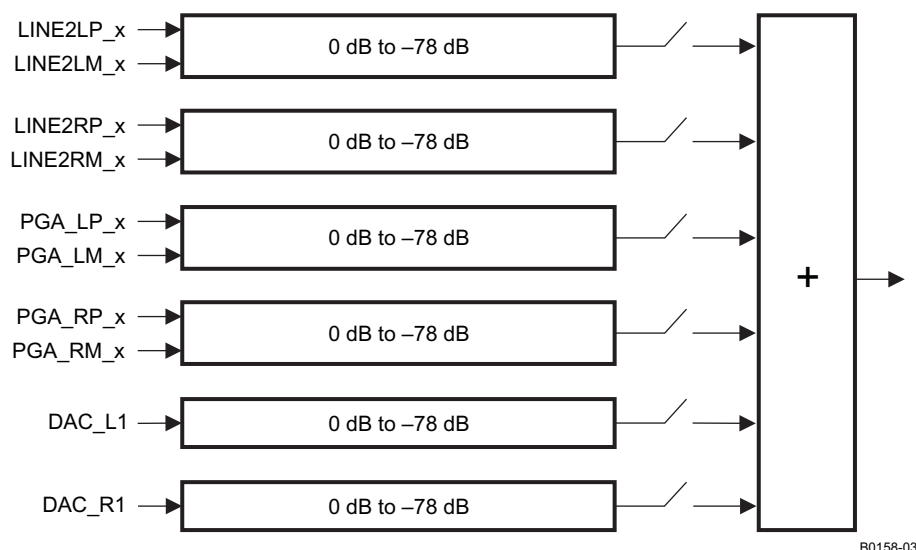 LINE2LP_x
LINE2LM_x
0 dB to –78 dB
LINE2RP_x
LINE2RM_x
0 dB to –78 dB
PGA_LP_x
PGA_LM_x
0 dB to –78 dB
+
PGA_RP_x
PGA_RM_x
0 dB to –78 dB
DAC_L1
0 dB to –78 dB
DAC_R1
0 dB to –78 dB
B0158-03